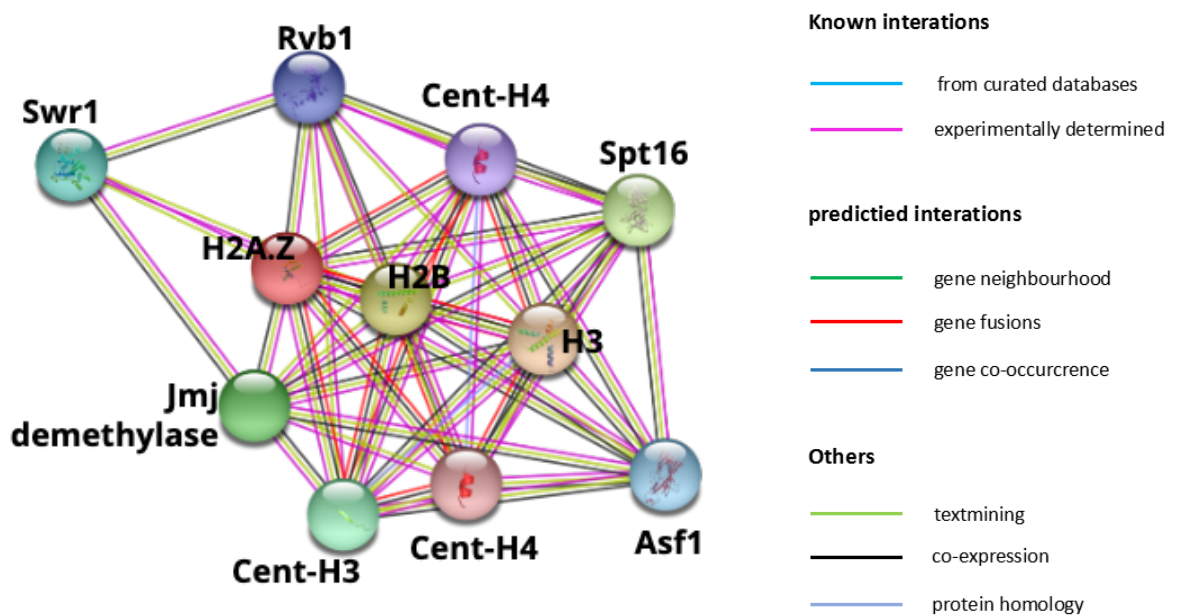 Rvb1
Cent-H4
Swr1
Spt16
H2A.Z
H2B
H3
Jmj
demethylase
Cent-H4
Asf1
Cent-H3
Known interations
from curated databases
experimentally determined
predictied interations
gene neighbourhood
gene fusions
gene co-occurcrence
Others
textmining
co-expression
protein homology